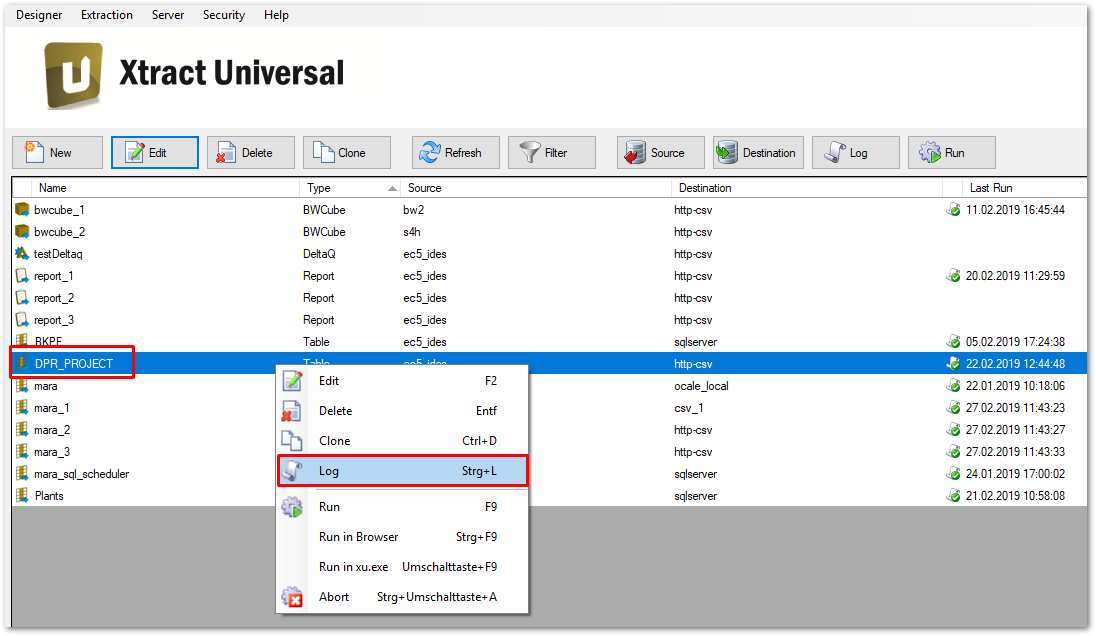 Designer Extraction Server Security Help
U Xtract Universal
New Edit Delete Clone Refresh Filter Source Destination Log Run
Name Type Source Destination Last Run
bwcube_1 BWCube bw2 http-csv 11.02.2019 16:45:44
bwcube_2 BWCube s4h http-csv
testDeltaq DeltaQ ec5_ides http-csv
report_1 Report ec5_ides http-csv 20.02.2019 11:29:59
report_2 Report ec5_ides http-csv
report_3 Report ec5_ides http-csv
BKPF Table ec5_ides sqlserver 05.02.2019 17:24:38
DPR_PROJECT Table ec5_ides http-csv 22.02.2019 12:44:48
mara ocale_local 22.01.2019 10:18:06
mara_1 csv_1 27.02.2019 11:43:23
mara_2 http-csv 27.02.2019 11:43:27
mara_3 http-csv 27.02.2019 11:43:33
mara_sql_scheduler sqlserver 24.01.2019 17:00:02
Plants sqlserver 21.02.2019 10:58:08
Edit F2
Delete Entf
Clone Ctrl+D
Log Strg+L
Run F9
Run in Browser Strg+F9
Run in xu.exe Umschalttaste+F9
Abort Strg+Umschalttaste+A